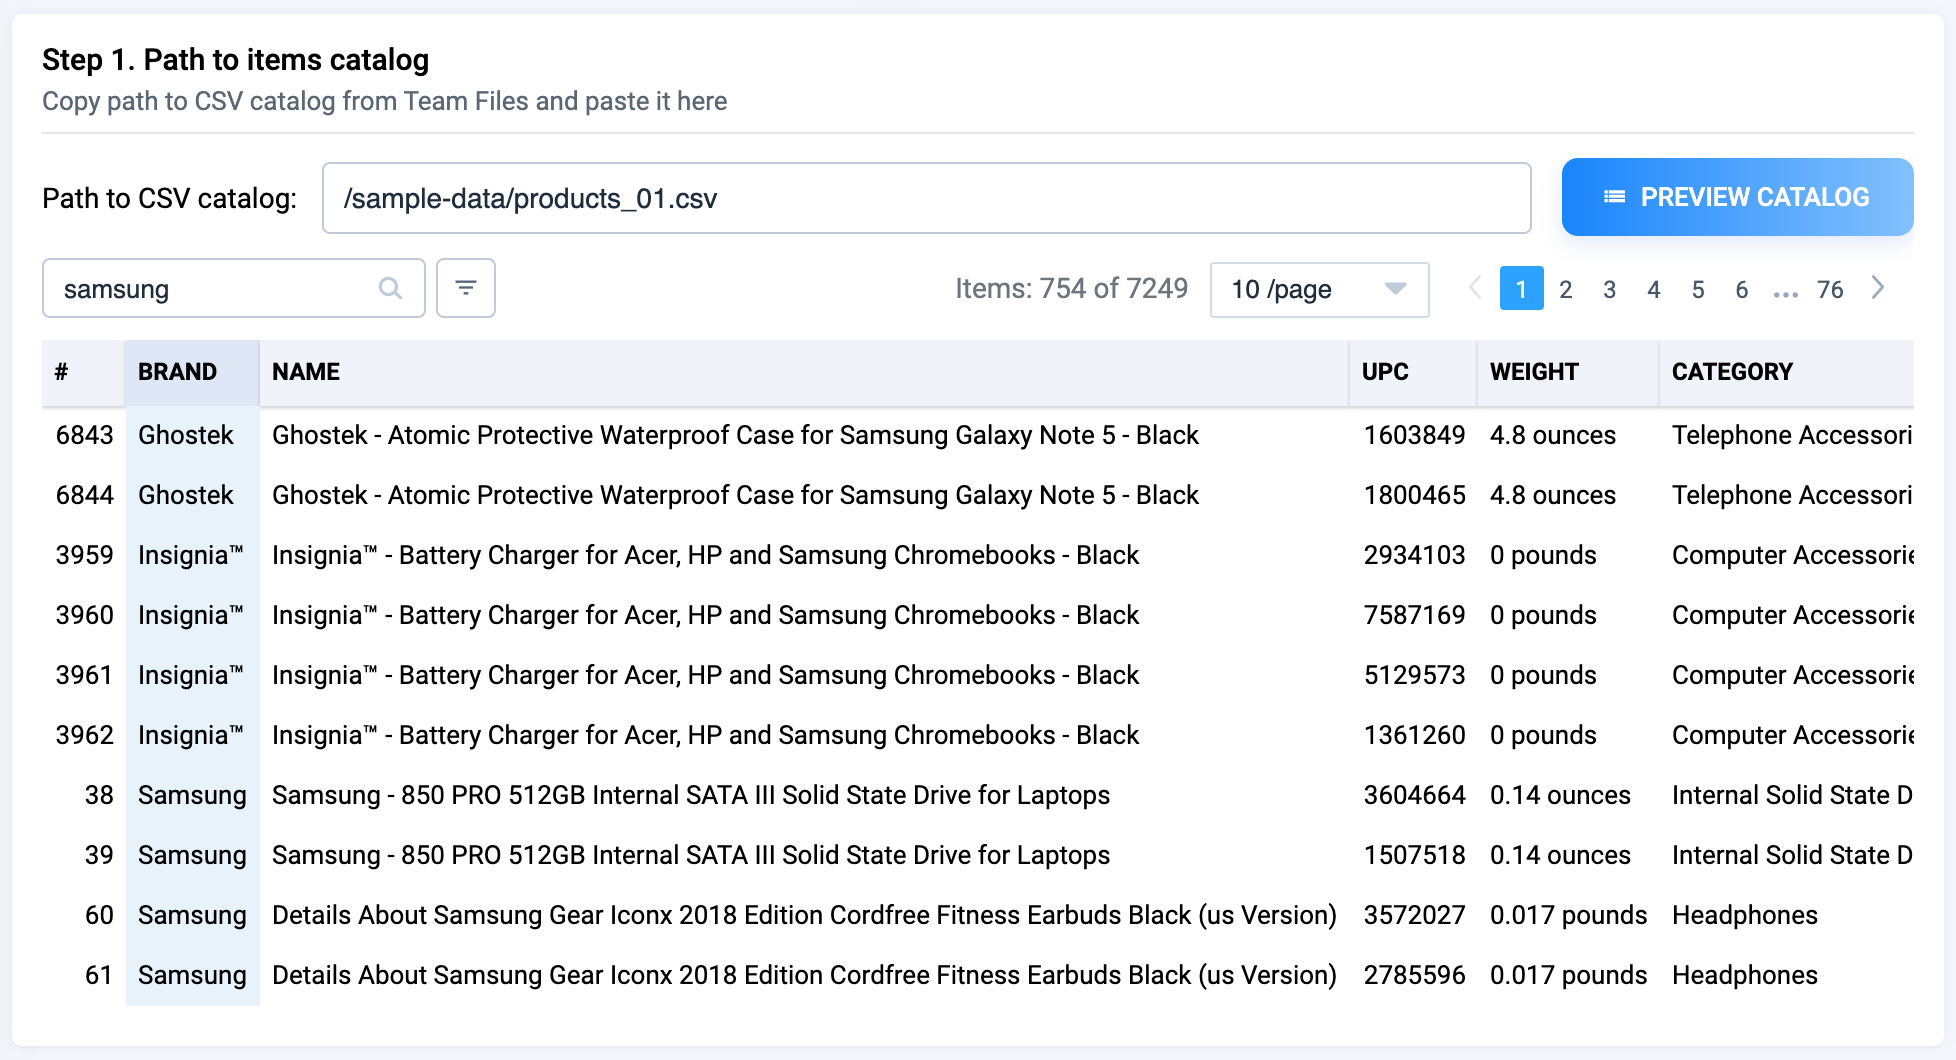 Step 1. Path to items catalog
Copy path to CSV catalog from Team Files and paste it here
Path to CSV catalog: /sample-data/products_01.csv PREVIEW CATALOG
samsung Items: 754 of 7249 10 /page 1 2 3 4 5 6 ... 76
# BRAND NAME UPC WEIGHT CATEGORY
6843 Ghostek Ghostek - Atomic Protective Waterproof Case for Samsung Galaxy Note 5 - Black 1603849 4.8 ounces Telephone Accessori
6844 Ghostek Ghostek - Atomic Protective Waterproof Case for Samsung Galaxy Note 5 - Black 1800465 4.8 ounces Telephone Accessori
3959 Insignia™ Insignia™ - Battery Charger for Acer, HP and Samsung Chromebooks - Black 2934103 0 pounds Computer Accessorie
3960 Insignia™ Insignia™ - Battery Charger for Acer, HP and Samsung Chromebooks - Black 7587169 0 pounds Computer Accessorie
3961 Insignia™ Insignia™ - Battery Charger for Acer, HP and Samsung Chromebooks - Black 5129573 0 pounds Computer Accessorie
3962 Insignia™ Insignia™ - Battery Charger for Acer, HP and Samsung Chromebooks - Black 1361260 0 pounds Computer Accessorie
38 Samsung Samsung - 850 PRO 512GB Internal SATA III Solid State Drive for Laptops 3604664 0.14 ounces Internal Solid State D
39 Samsung Samsung - 850 PRO 512GB Internal SATA III Solid State Drive for Laptops 1507518 0.14 ounces Internal Solid State D
60 Samsung Details About Samsung Gear Iconx 2018 Edition Cordfree Fitness Earbuds Black (us Version) 3572027 0.017 pounds Headphones
61 Samsung Details About Samsung Gear Iconx 2018 Edition Cordfree Fitness Earbuds Black (us Version) 2785596 0.017 pounds Headphones